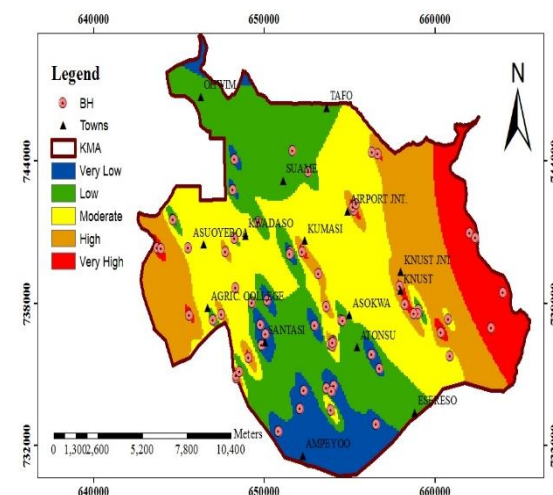 640000 650000 660000
Legend
BH
Towns
KMA
Very Low
Low
Moderate
High
Very High
N
744000
738000
732000
TAFO
SUAME
AIRPORT JNT.
KWADASO
ASUOYEBO
KUMASI
KNUST JNT
KNUST
AGRIC. COLLEGE
ASOKWA
SANTASI
ATONSU
ESERESO
AMPEYOO
738000
Meters
0 1,300 2,600 5,200 7,800 10,400
640000 650000 660000